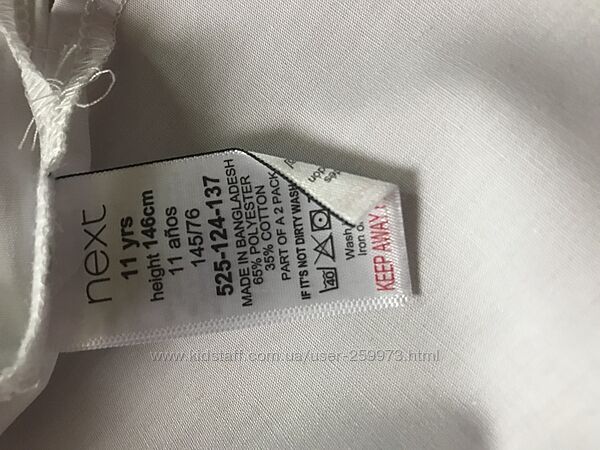 next
11 yrs
height 146cm
11 años
145/76
525-124-137
MADE IN BANGLADESH
65% POLYESTER
35% COTTON
PART OF A 2 PACK
IF IT'S NOT DIRTY WASH
40
Wash
Iron
KEEP AWAY
www.kidstaff.com.ua/user-259973.html